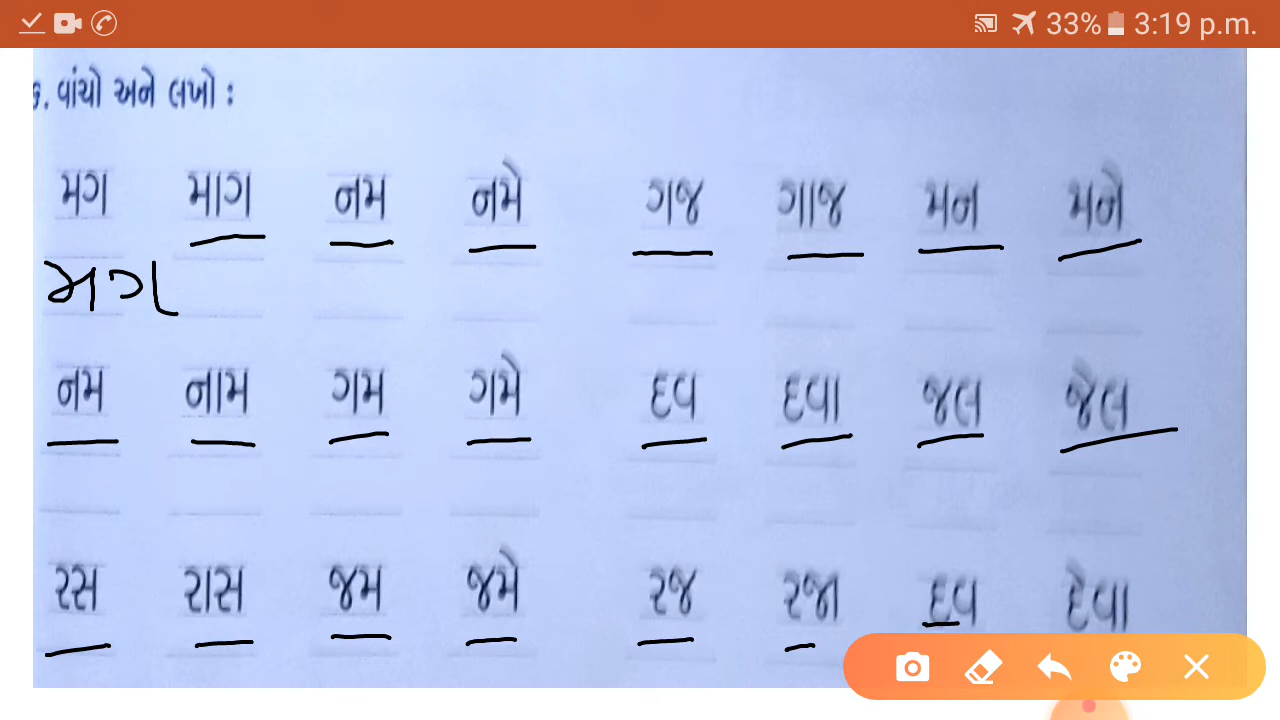 33% 3:19 p.m.
૬. વાંચો અને લખો :
મગ માગ નમ નમે ગજ ગાજ મન મને
મગ
નમ નામ ગમ ગમે દવ દવા જલ જેલ
રસ રાસ જમ જમે રજ રજા દવ દેવા